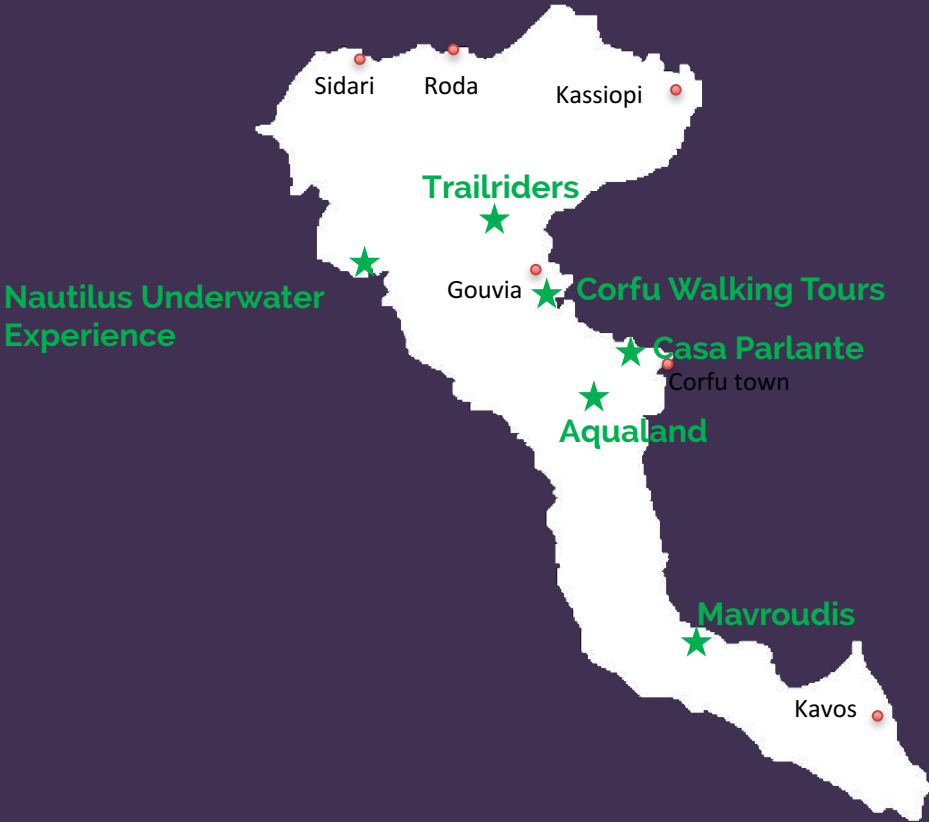 Sidari
Roda
Kassiopi
Trailriders
Nautilus Underwater
Experience
Gouvia
Corfu Walking Tours
Casa Parlante
Corfu town
Aqualand
Mavroudis
Kavos